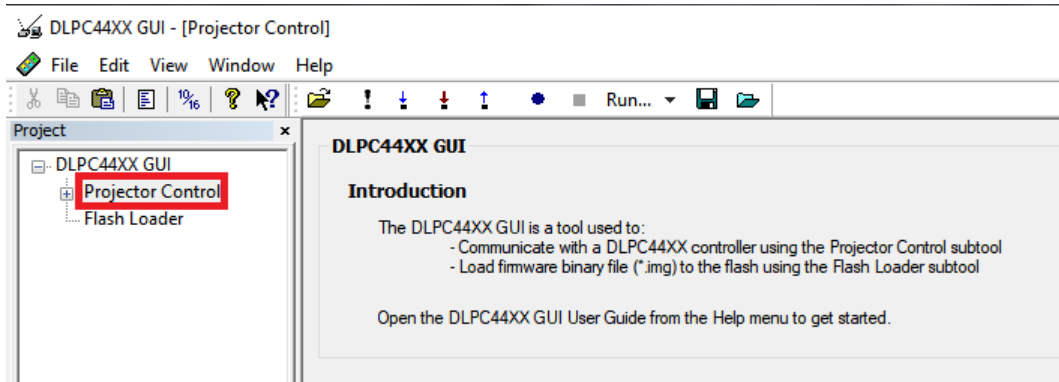 DLPC44XX GUI - [Projector Control]
File Edit View Window Help
10/16 Run...
Project x
DLPC44XX GUI
Projector Control
Flash Loader
DLPC44XX GUI
Introduction
The DLPC44XX GUI is a tool used to:
- Communicate with a DLPC44XX controller using the Projector Control subtool
- Load firmware binary file (*.img) to the flash using the Flash Loader subtool
Open the DLPC44XX GUI User Guide from the Help menu to get started.